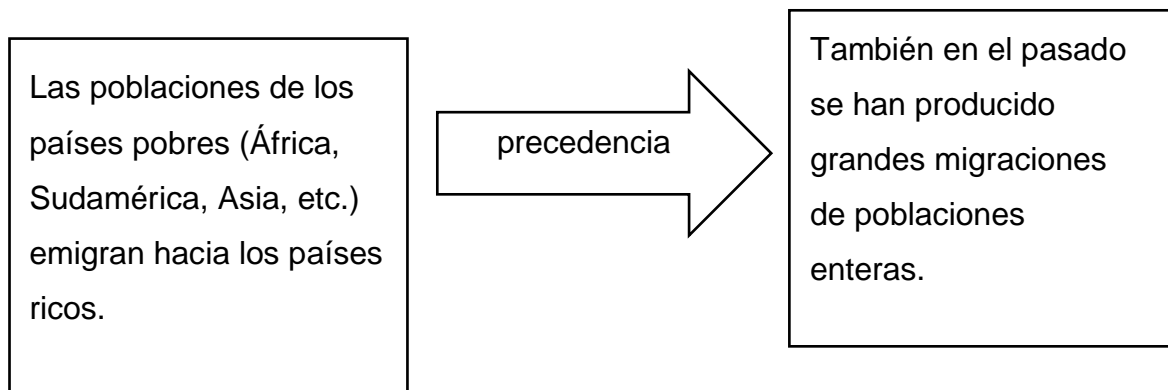 Las poblaciones de los
países pobres (África,
Sudamérica, Asia, etc.)
emigran hacia los países
ricos.
precedencia
También en el pasado
se han producido
grandes migraciones
de poblaciones
enteras.